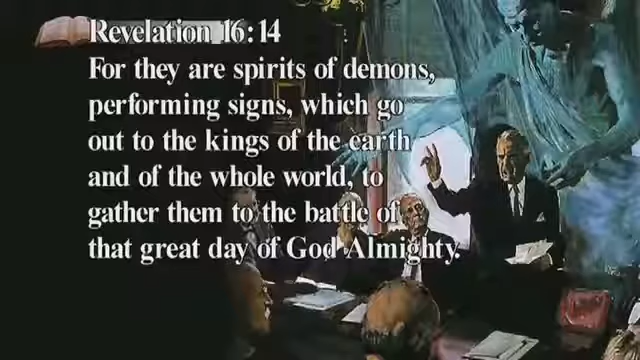 Revelation 16:14
For they are spirits of demons,
performing signs, which go
out to the kings of the earth
and of the whole world, to
gather them to the battle of
that great day of God Almighty.